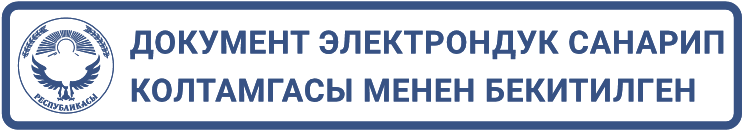 ДОКУМЕНТ ЭЛЕКТРОНДУК САНАРИП
КОЛТАМГАСЫ МЕНЕН БЕКИТИЛГЕН
РЕСПУБЛИКАСЫ